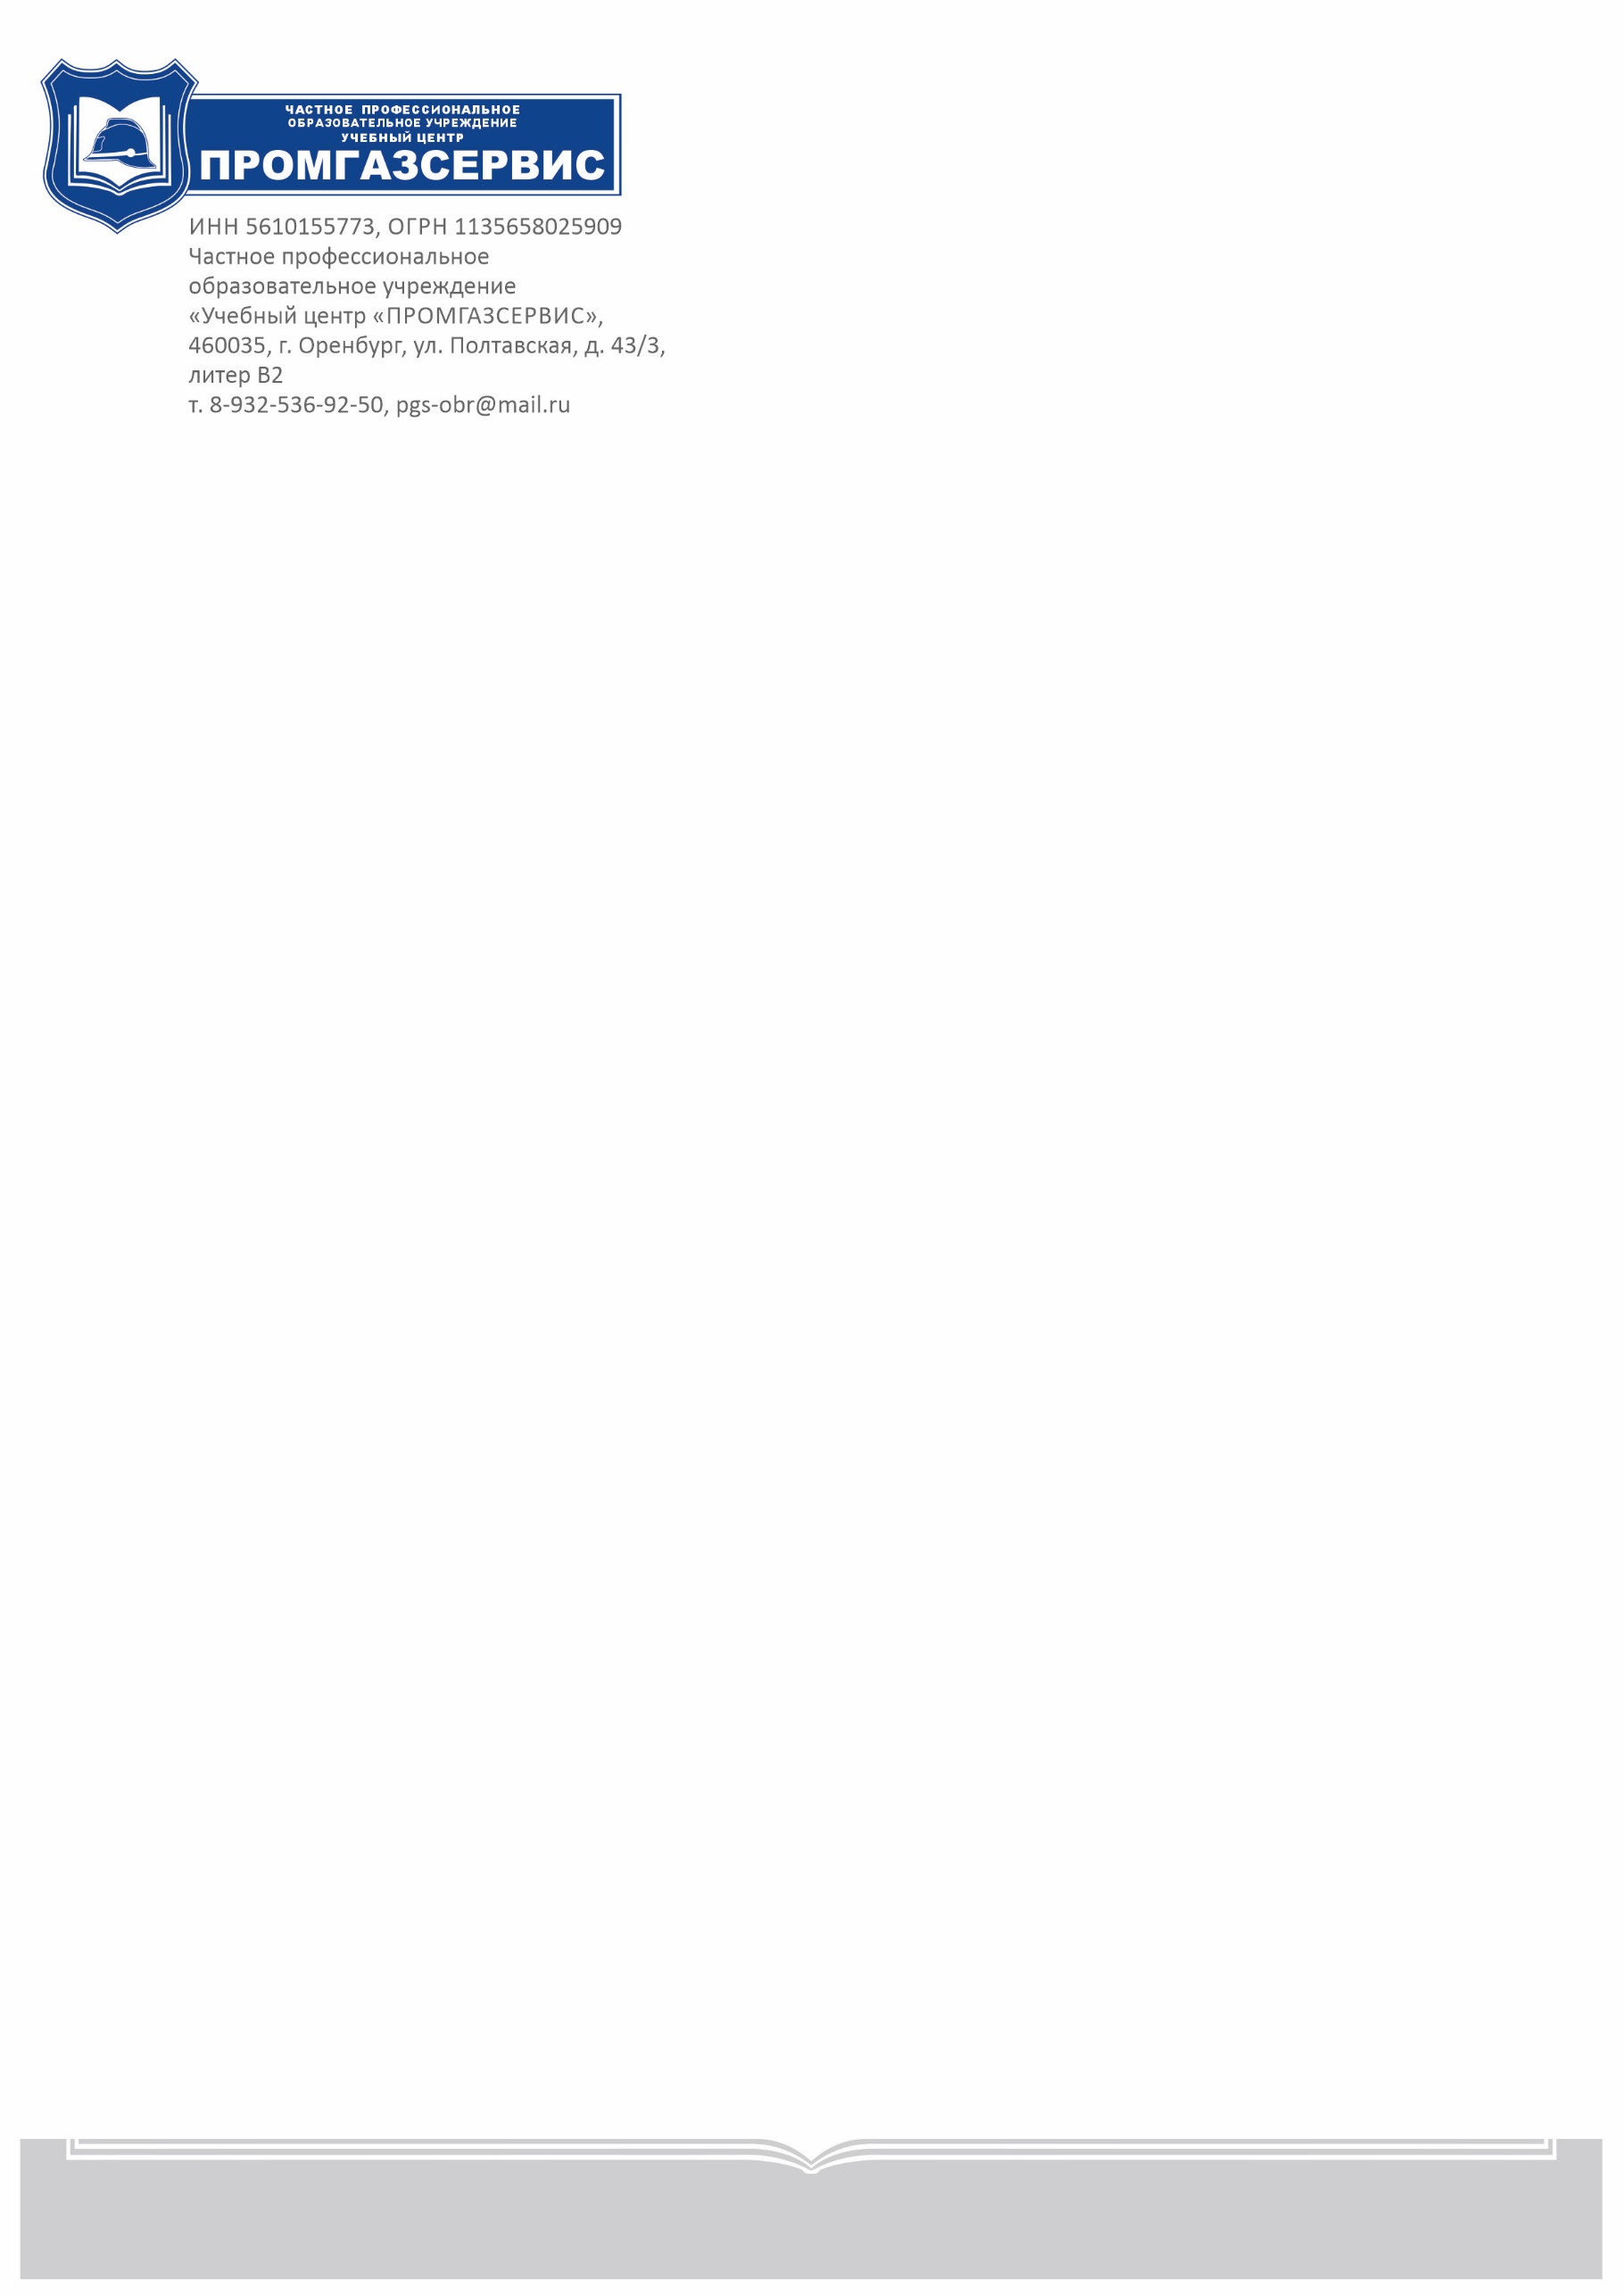 ЧАСТНОЕ ПРОФЕССИОНАЛЬНОЕ
ОБРАЗОВАТЕЛЬНОЕ УЧРЕЖДЕНИЕ
УЧЕБНЫЙ ЦЕНТР
ПРОМГАЗСЕРВИС
ИНН 5610155773, ОГРН 1135658025909
Частное профессиональное
образовательное учреждение
«Учебный центр «ПРОМГАЗСЕРВИС»,
460035, г. Оренбург, ул. Полтавская, д. 43/3,
литер В2
т. 8-932-536-92-50, pgs-obr@mail.ru